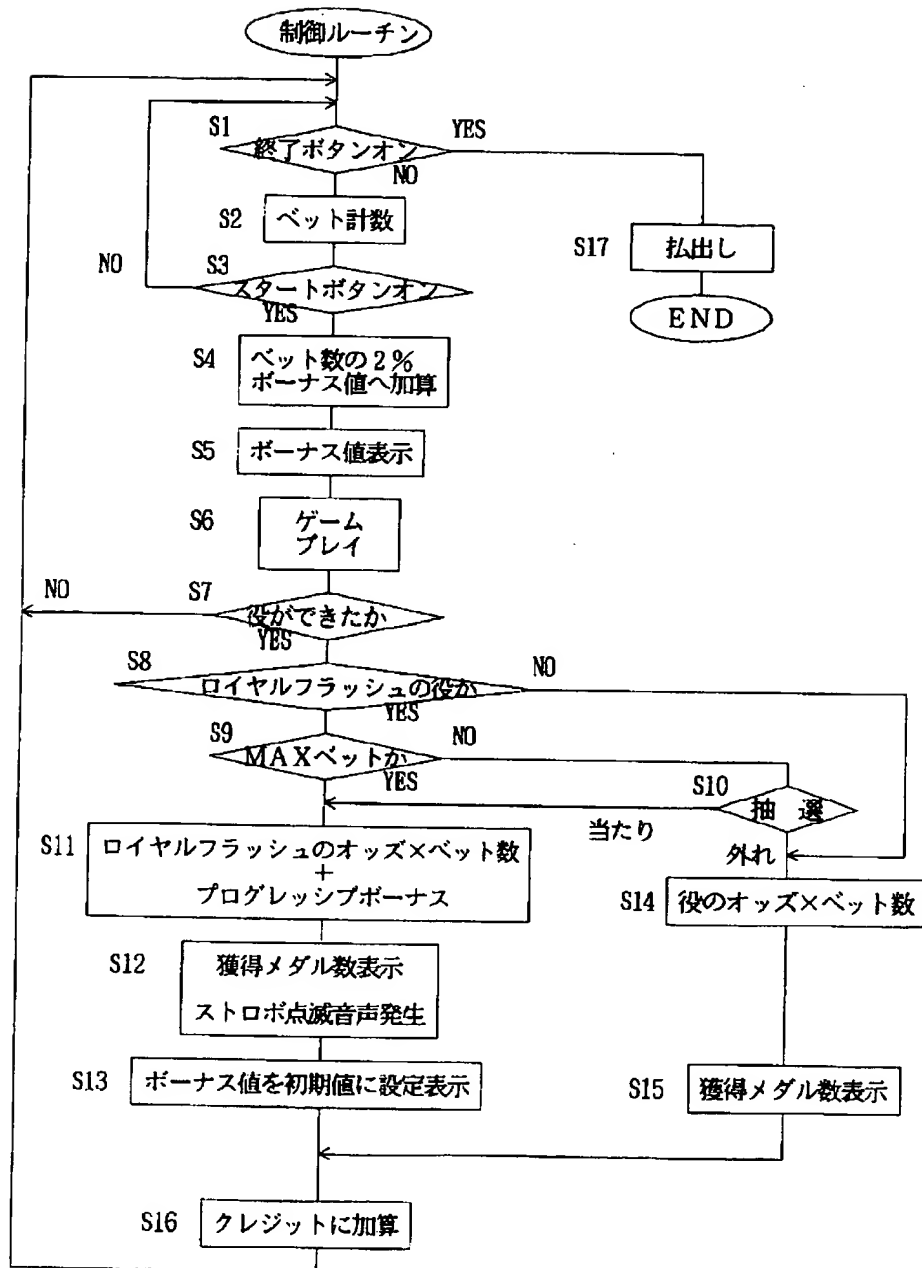 制御ルーチン
S1
終了ボタンオン
YES
NO
S2
ベット計数
S17
払出し
NO
S3
スタートボタンオン
YES
END
S4
ベット数の2%
ボーナス値へ加算
S5
ボーナス値表示
S6
ゲーム
プレイ
NO
S7
役ができたか
YES
S8
ロイヤルフラッシュの役か
NO
YES
S9
MAXベットか
NO
YES
S10
抽 選
当たり
外れ
S11
ロイヤルフラッシュのオッズ×ベット数
+
プログレッシブボーナス
S14
役のオッズ×ベット数
S12
獲得メダル数表示
ストロボ点滅音声発生
S13
ボーナス値を初期値に設定表示
S15
獲得メダル数表示
S16
クレジットに加算